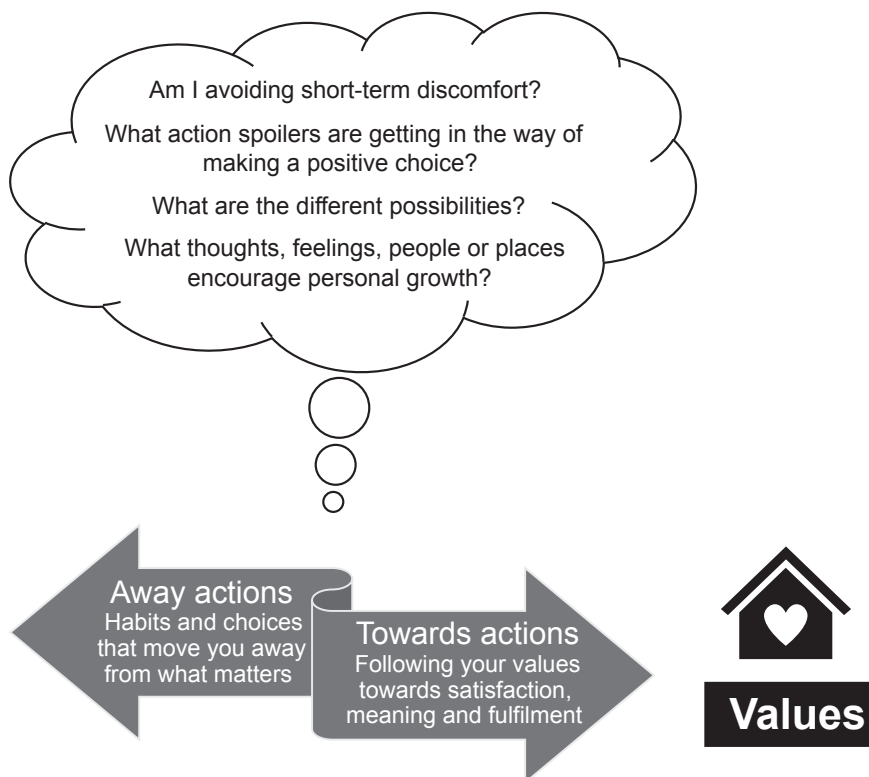 Am I avoiding short-term discomfort?
What action spoilers are getting in the way of
making a positive choice?
What are the different possibilities?
What thoughts, feelings, people or places
encourage personal growth?
Away actions
Habits and choices
that move you away
from what matters
Towards actions
Following your values
towards satisfaction,
meaning and fulfilment
Values